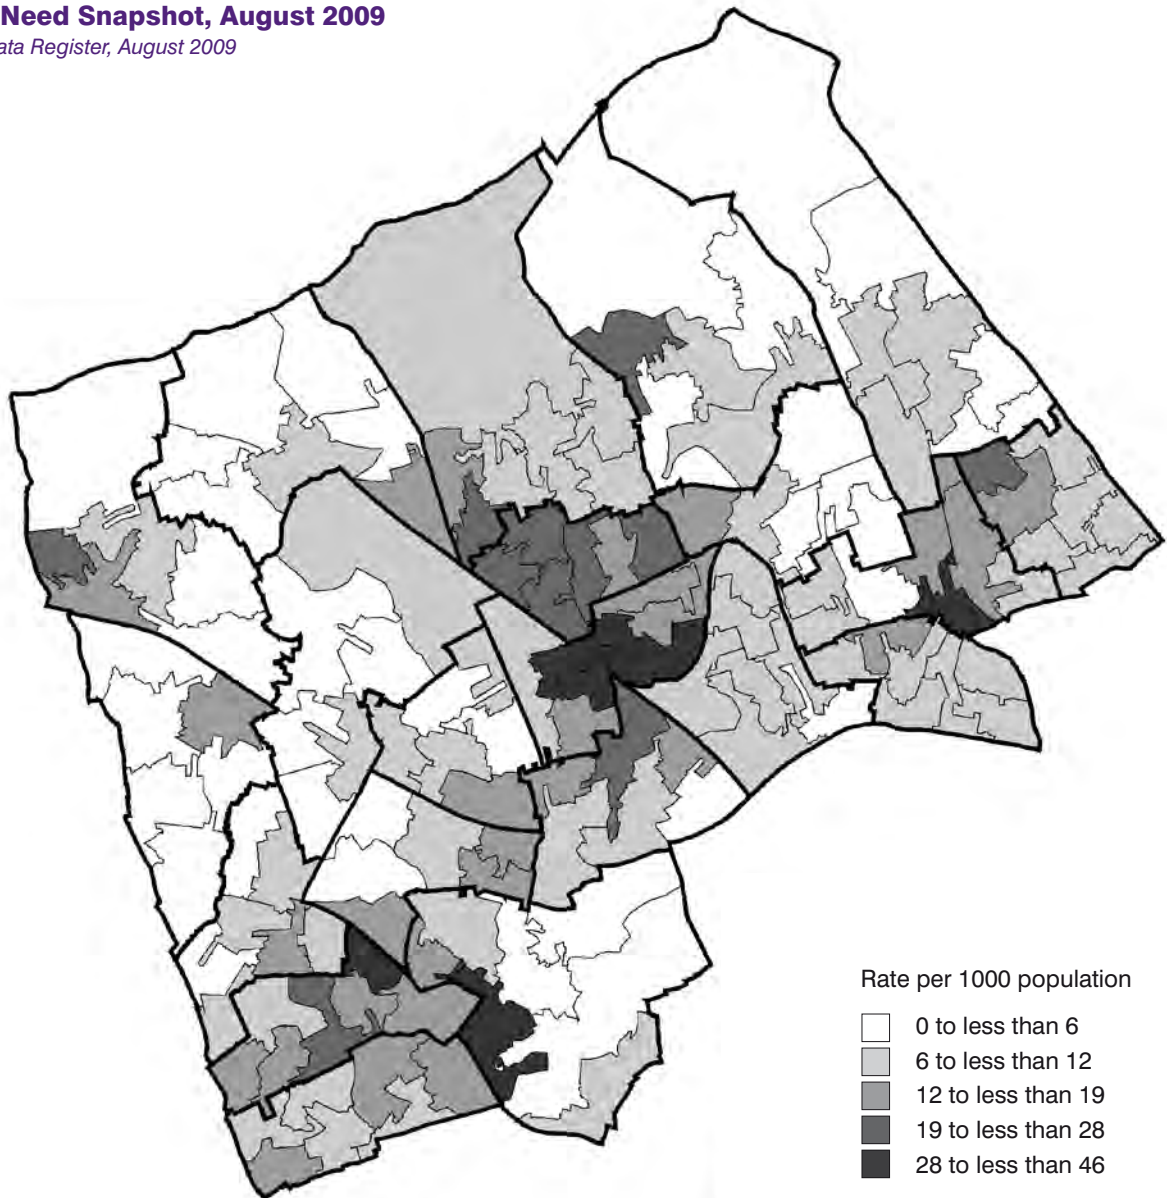 Need Snapshot, August 2009
ata Register, August 2009
Rate per 1000 population
0 to less than 6
6 to less than 12
12 to less than 19
19 to less than 28
28 to less than 46